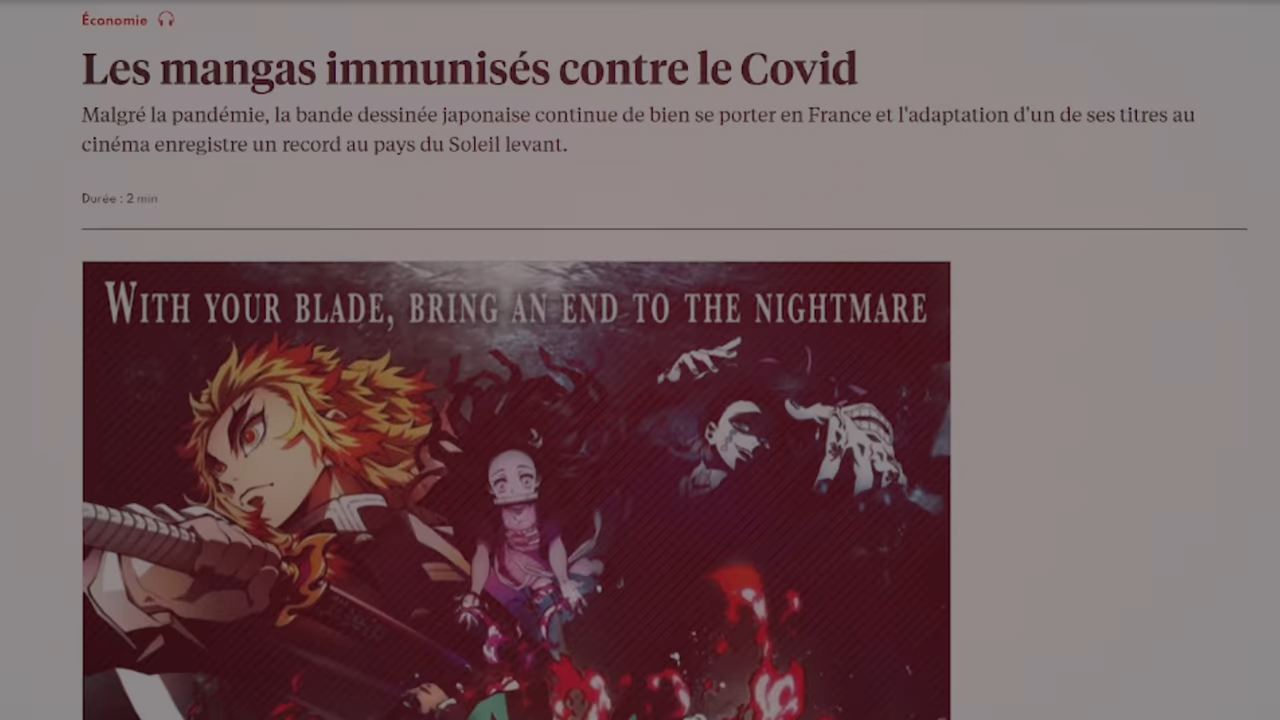 Économie
Les mangas immunisés contre le Covid
Malgré la pandémie, la bande dessinée japonaise continue de bien se porter en France et l'adaptation d'un de ses titres au
cinéma enregistre un record au pays du Soleil levant.
Durée : 2 min
WITH YOUR BLADE, BRING AN END TO THE NIGHTMARE